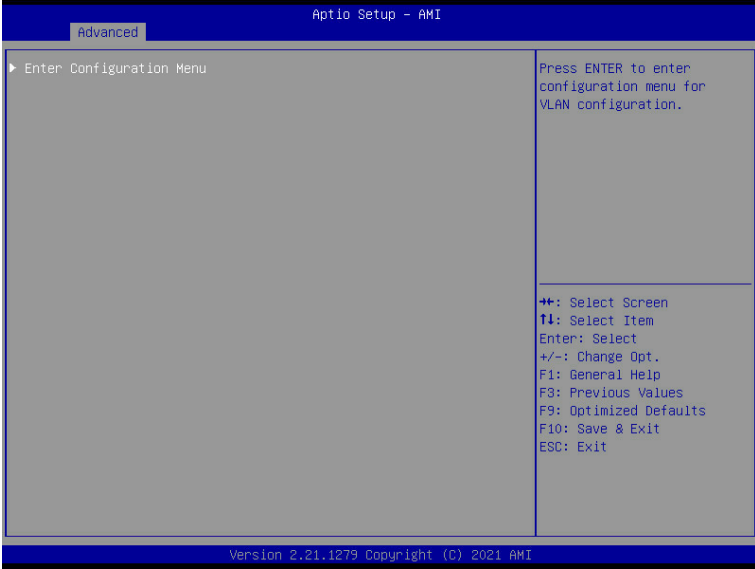 Aptio Setup – AMI
Advanced
▶ Enter Configuration Menu
Press ENTER to enter
configuration menu for
VLAN configuration.
→←: Select Screen
↑↓: Select Item
Enter: Select
+/-: Change Opt.
F1: General Help
F3: Previous Values
F9: Optimized Defaults
F10: Save & Exit
ESC: Exit
Version 2.21.1279 Copyright (C) 2021 AMI